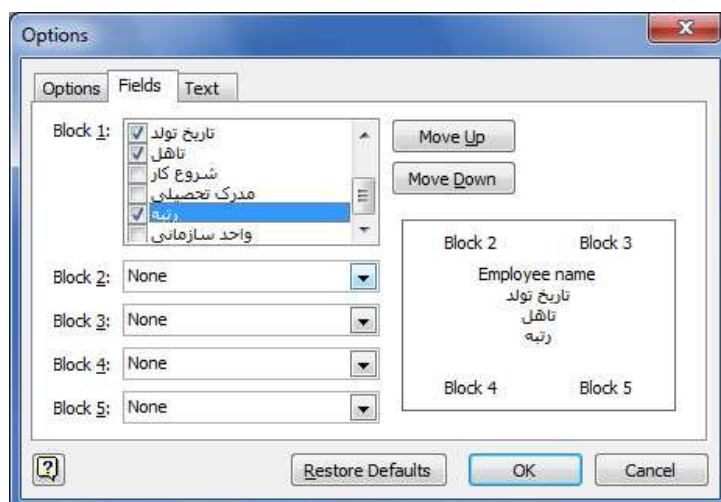 Options
Options Fields Text
Block 1:
تاریخ تولد
تاهل
شروع کار
مدرک تحصیلی
رتبه
واحد سازمانی
Move Up
Move Down
Block 2: None
Block 3: None
Block 4: None
Block 5: None
Block 2 Block 3
Employee name
تاریخ تولد
تاهل
رتبه
Block 4 Block 5
Restore Defaults OK Cancel